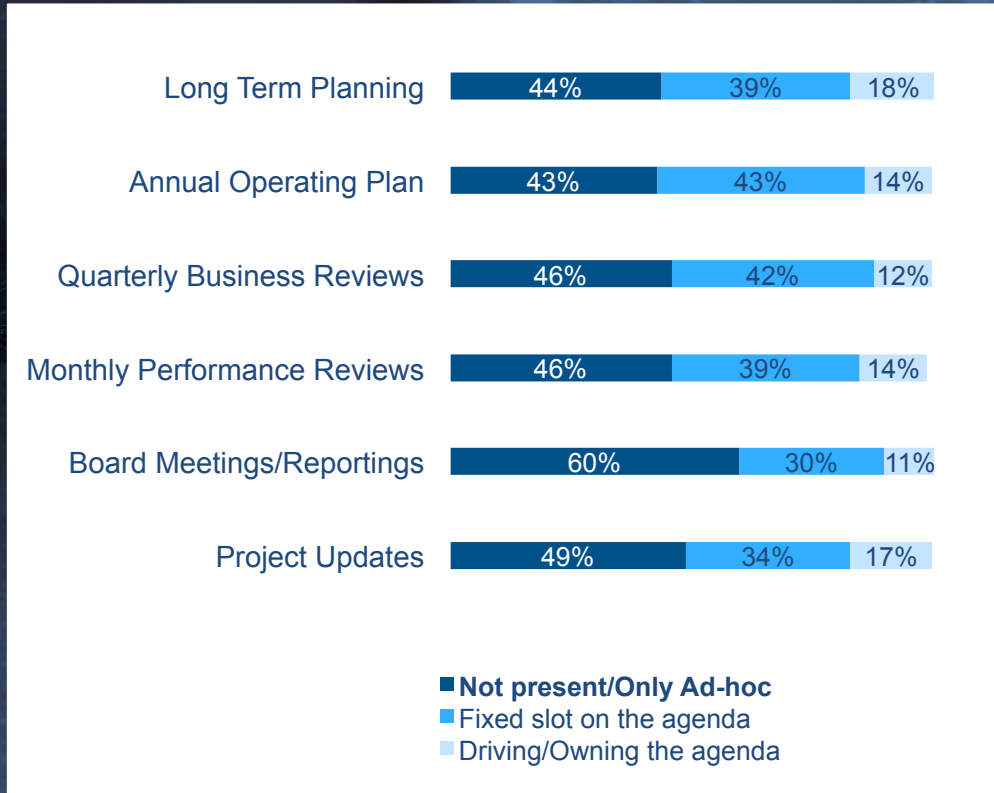 Long Term Planning 44% 39% 18%
Annual Operating Plan 43% 43% 14%
Quarterly Business Reviews 46% 42% 12%
Monthly Performance Reviews 46% 39% 14%
Board Meetings/Reportings 60% 30% 11%
Project Updates 49% 34% 17%
Not present/Only Ad-hoc
Fixed slot on the agenda
Driving/Owning the agenda